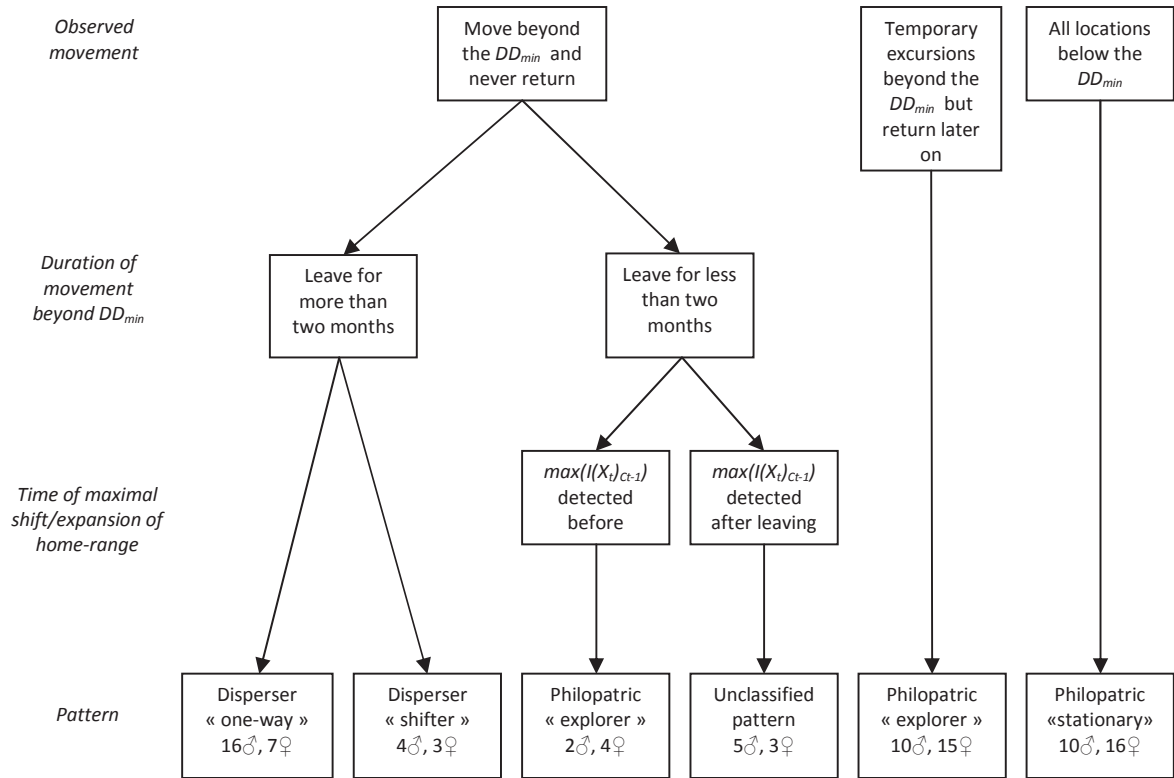 Observed
movement
Move beyond
the DDmin and
never return
Temporary
excursions
beyond the
DDmin but
return later
on
All locations
below the
DDmin
Duration of
movement
beyond DDmin
Leave for
more than
two months
Leave for less
than two
months
Time of maximal
shift/expansion of
home-range
max(I(Xt)Ct-1)
detected
before
max(I(Xt)Ct-1)
detected
after leaving
Pattern
Disperser
« one-way »
16♂, 7♀
Disperser
« shifter »
4♂, 3♀
Philopatric
« explorer »
2♂, 4♀
Unclassified
pattern
5♂, 3♀
Philopatric
« explorer »
10♂, 15♀
Philopatric
«stationary»
10♂, 16♀